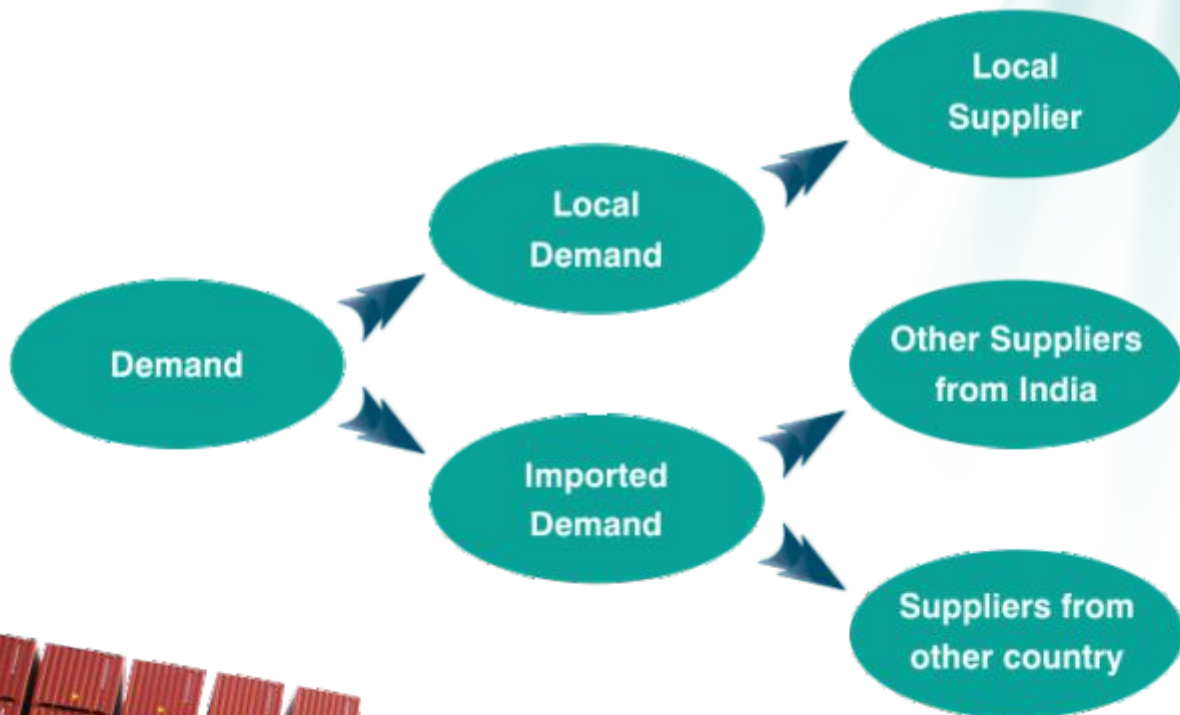 Local
Supplier
Local
Demand
Demand
Other Suppliers
from India
Imported
Demand
Suppliers from
other country